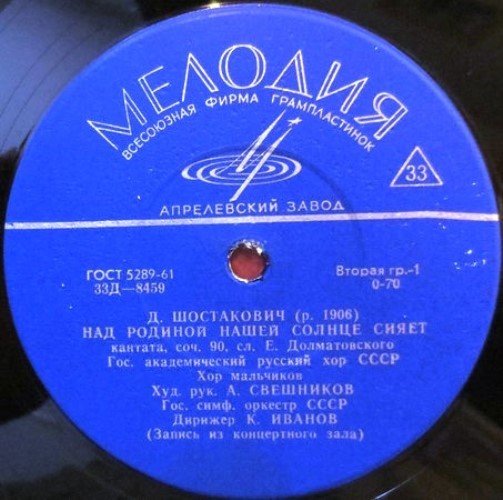 МЕЛОДИЯ
ВСЕСОЮЗНАЯ ФИРМА ГРАМПЛАСТИНОК
33
АПРЕЛЕВСКИЙ ЗАВОД
ГОСТ 5289-61
33Д—8459
Вторая гр.-1
0-70
Д. ШОСТАКОВИЧ (р. 1906)
НАД РОДИНОЙ НАШЕЙ СОЛНЦЕ СИЯЕТ
кантата, соч. 90, сл. Е. Долматовского
Гос. академический русский хор СССР
Хор мальчиков
Худ. рук. А. СВЕШНИКОВ
Гос. симф. оркестр СССР
Дирижер К. ИВАНОВ
(Запись из концертного зала)